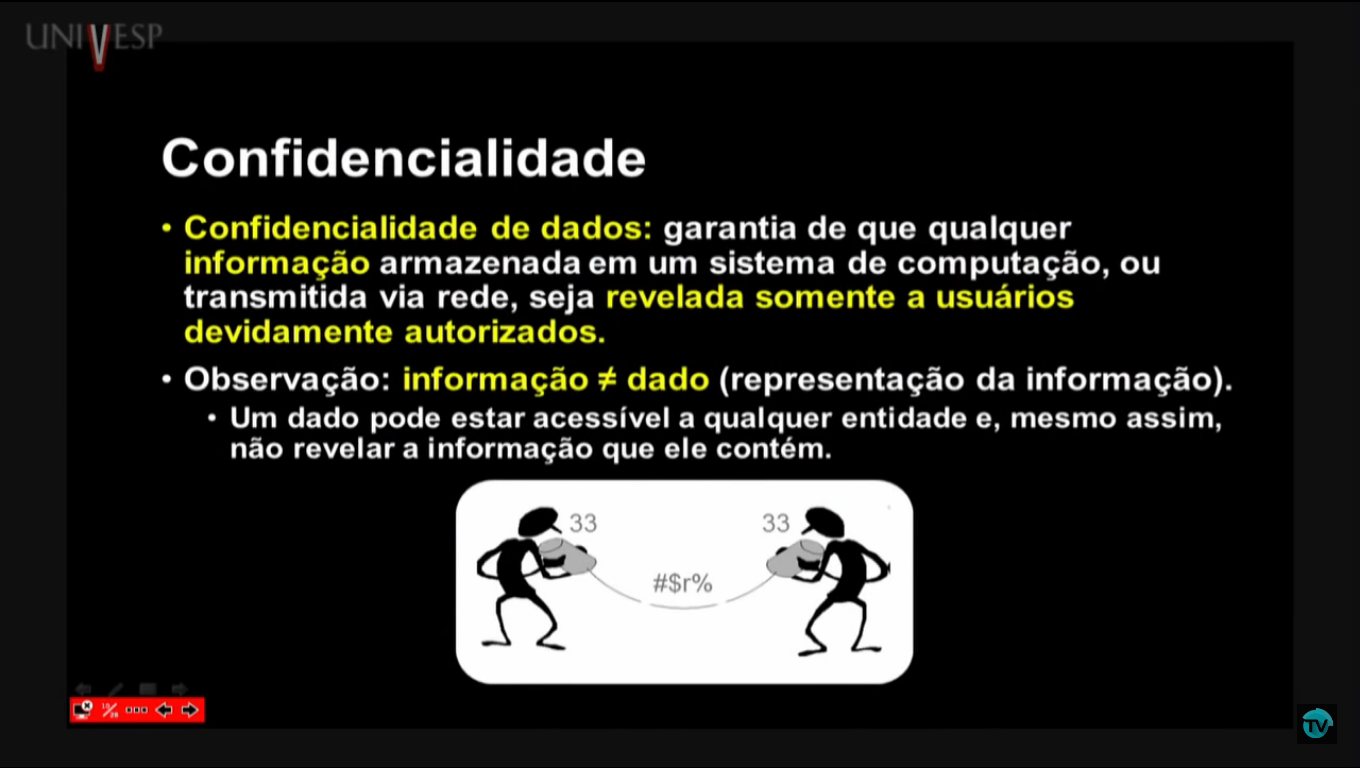 UNIVESP
Confidencialidade
• Confidencialidade de dados: garantia de que qualquer
informação armazenada em um sistema de computação, ou
transmitida via rede, seja revelada somente a usuários
devidamente autorizados.
• Observação: informação ≠ dado (representação da informação).
• Um dado pode estar acessível a qualquer entidade e, mesmo assim,
não revelar a informação que ele contém.
33 33
#$r%
TV